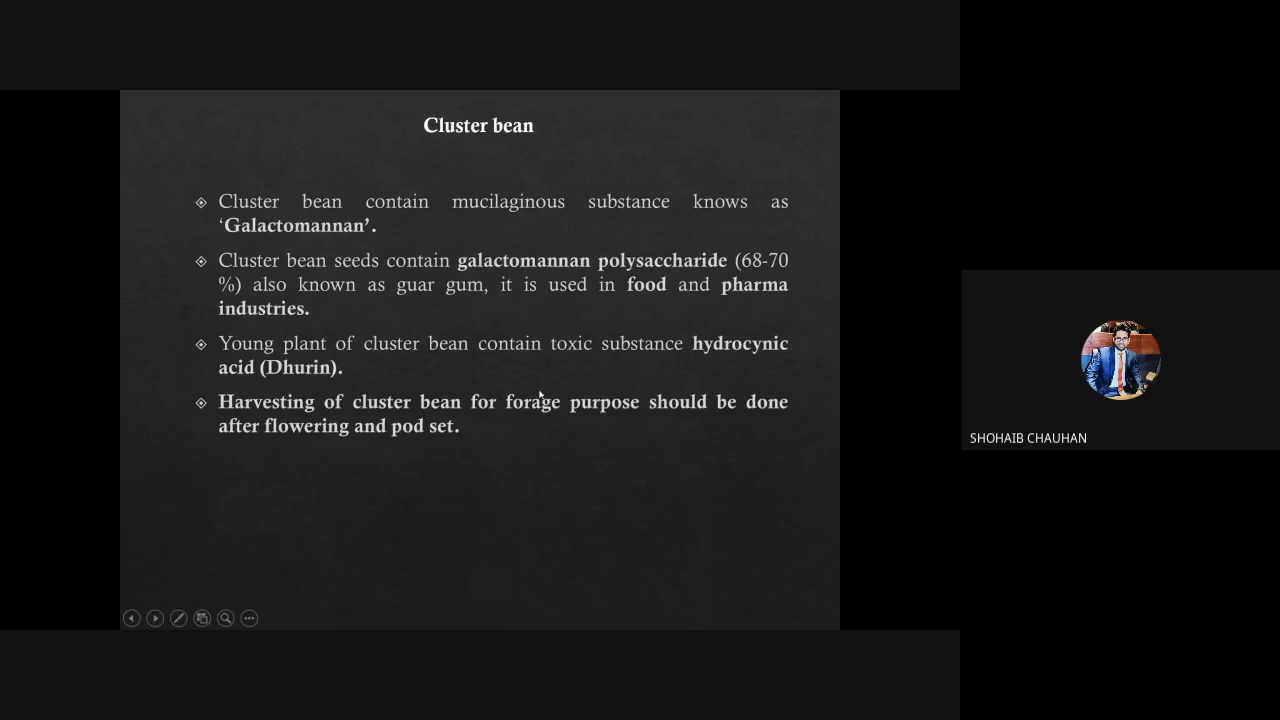 Cluster bean
Cluster bean contain mucilaginous substance knows as
‘Galactomannan’.
Cluster bean seeds contain galactomannan polysaccharide (68-70
%) also known as guar gum, it is used in food and pharma
industries.
Young plant of cluster bean contain toxic substance hydrocynic
acid (Dhurin).
Harvesting of cluster bean for forage purpose should be done
after flowering and pod set.
SHOHAIB CHAUHAN